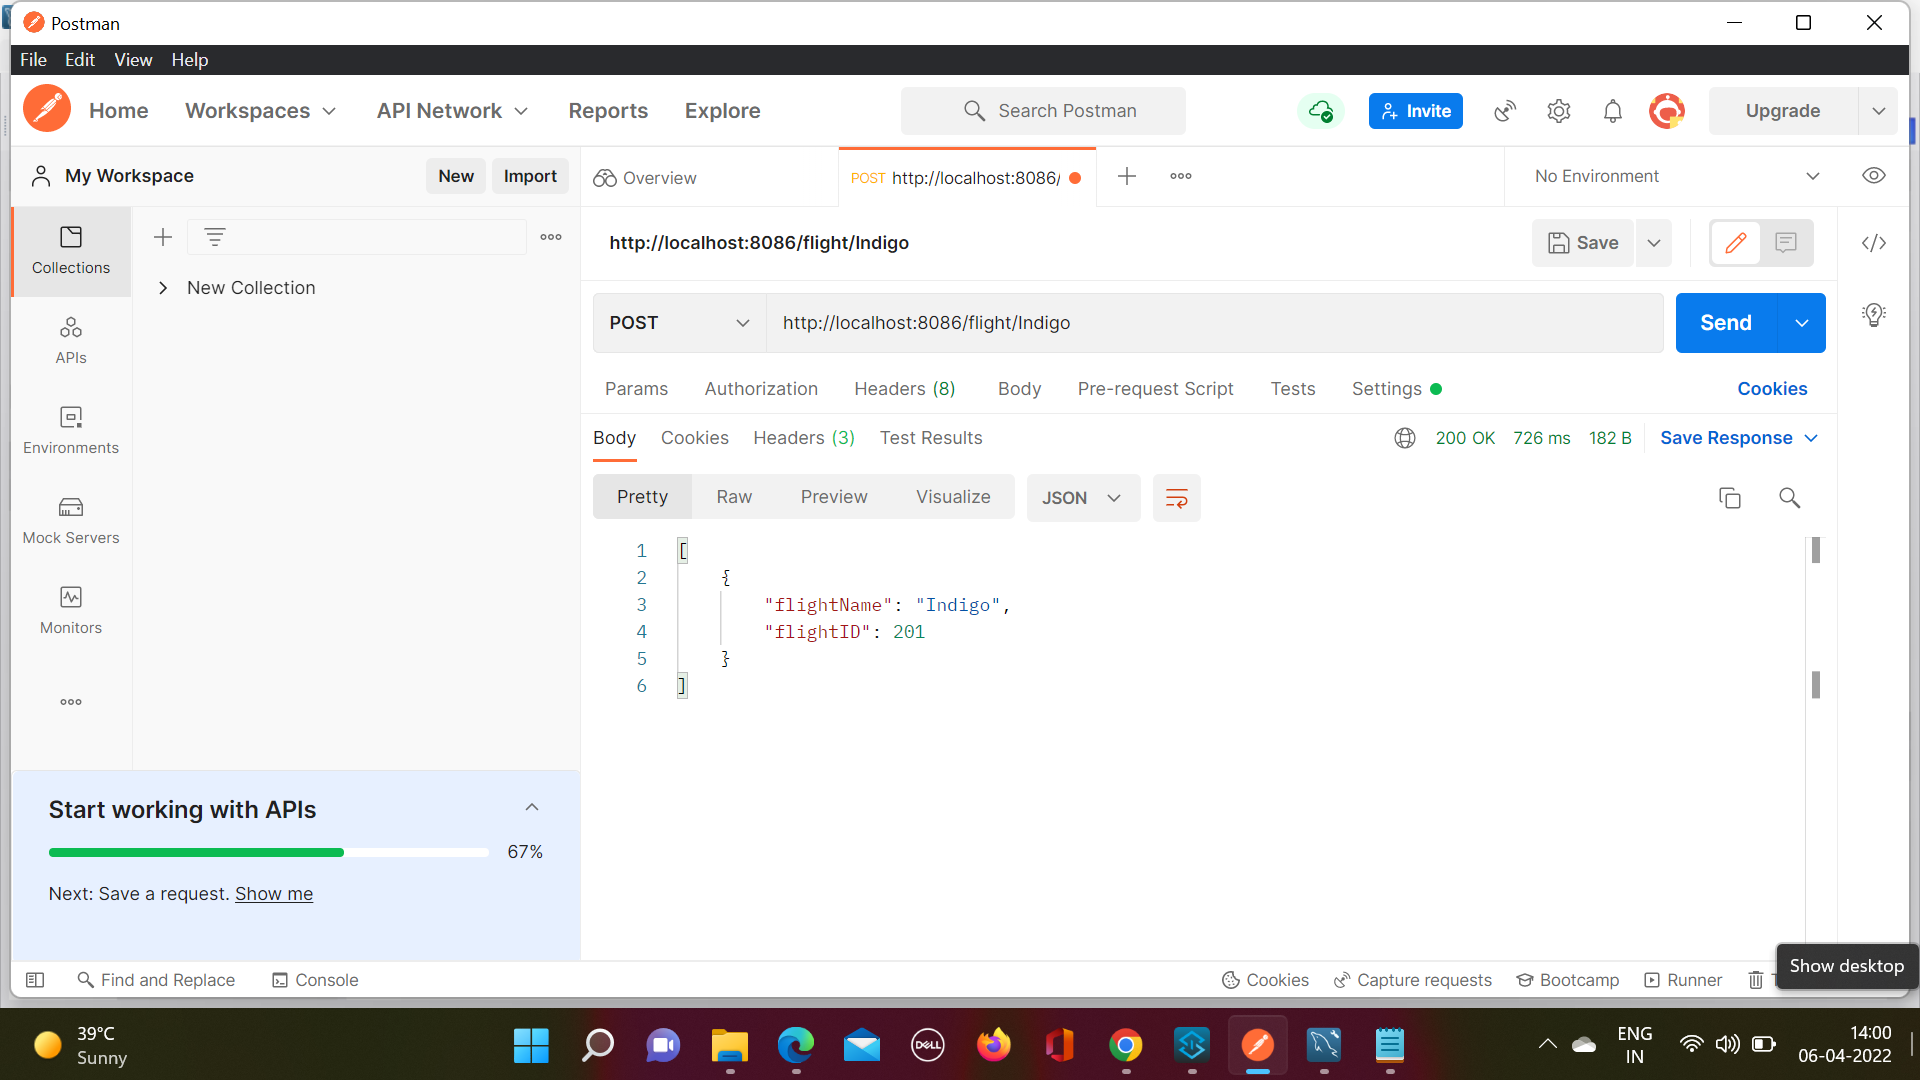 Postman
File Edit View Help
Home Workspaces API Network Reports Explore Search Postman Invite Upgrade
My Workspace New Import Overview POST http://localhost:8086/ No Environment
Collections
New Collection
APIs
Environments
Mock Servers
Monitors
http://localhost:8086/flight/Indigo Save
POST http://localhost:8086/flight/Indigo Send
Params Authorization Headers (8) Body Pre-request Script Tests Settings Cookies
Body Cookies Headers (3) Test Results 200 OK 726 ms 182 B Save Response
Pretty Raw Preview Visualize JSON
1 [
2 {
3 "flightName": "Indigo",
4 "flightID": 201
5 }
6 ]
Start working with APIs
67%
Next: Save a request. Show me
Find and Replace Console Cookies Capture requests Bootcamp Runner
Show desktop
39°C
Sunny
DELL
ENG
IN
14:00
06-04-2022